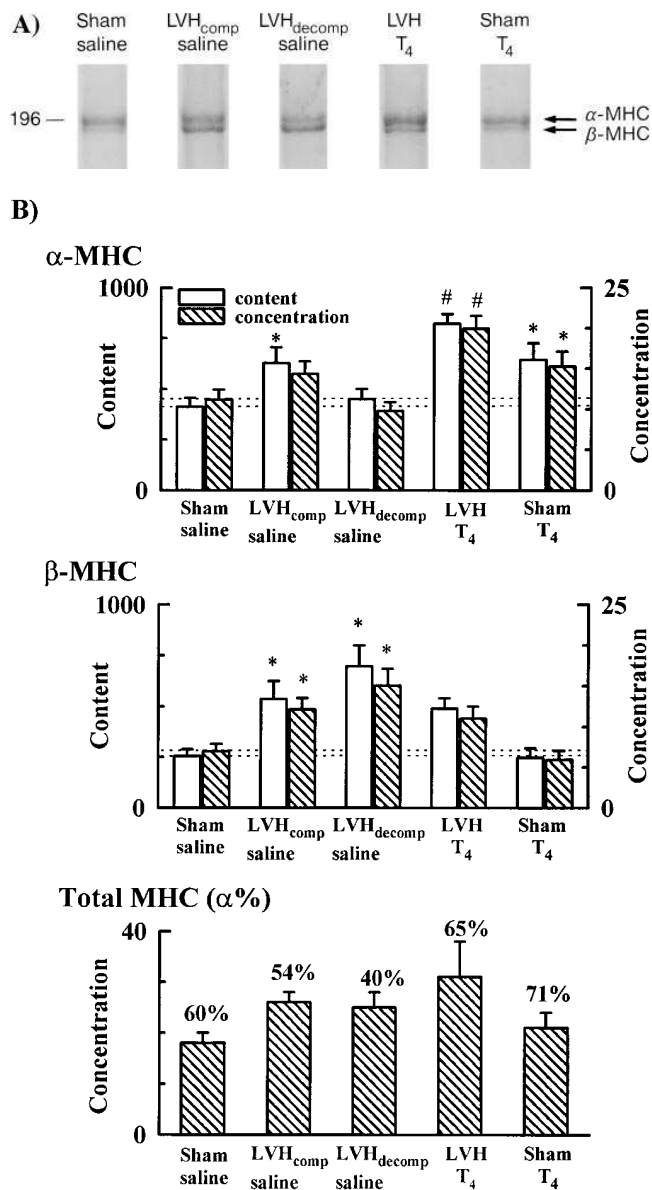 A)
Sham saline
LVHcomp saline
LVHdecomp saline
LVH T4
Sham T4
196
α-MHC
β-MHC
B)
α-MHC
1000
25
content
concentration
* # # * *
Content
Concentration
0
0
Sham saline
LVHcomp saline
LVHdecomp saline
LVH T4
Sham T4
β-MHC
1000
25
* * * *
Content
Concentration
0
0
Sham saline
LVHcomp saline
LVHdecomp saline
LVH T4
Sham T4
Total MHC (α%)
40
60%
54%
40%
65%
71%
Concentration
0
Sham saline
LVHcomp saline
LVHdecomp saline
LVH T4
Sham T4